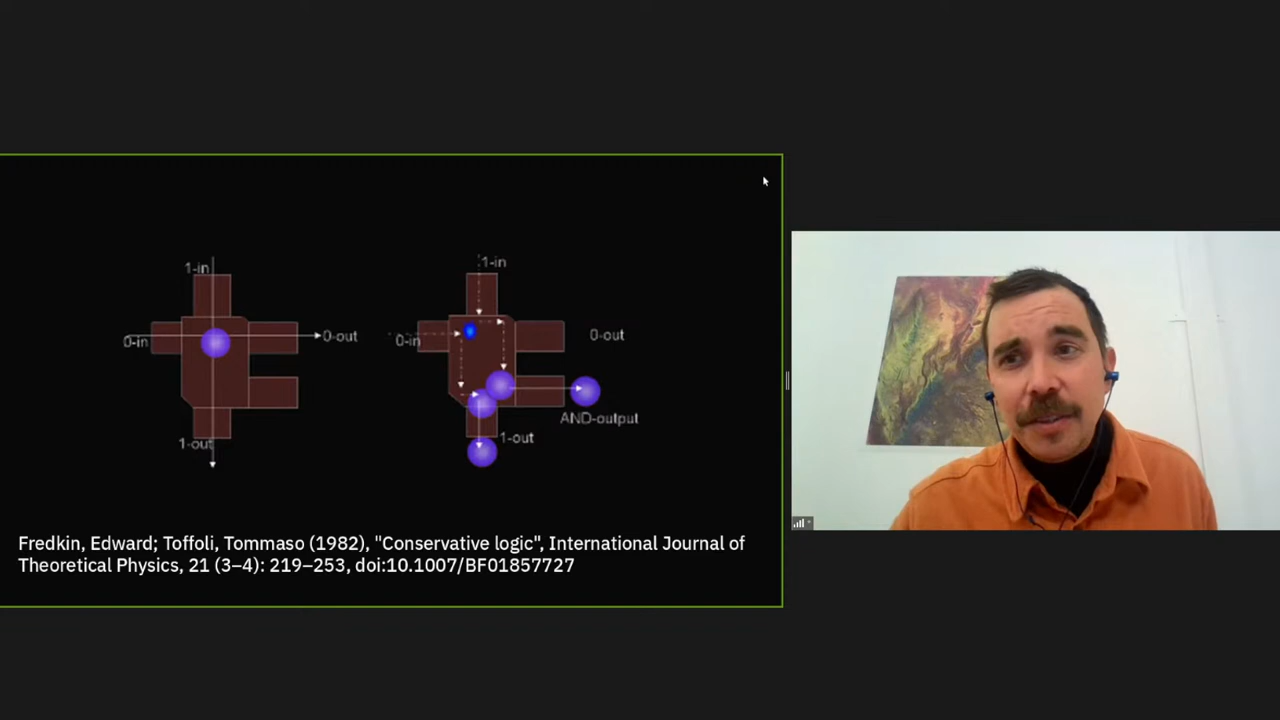 1-in
0-in
0-out
1-out
1-in
0-in
0-out
AND-output
1-out
Fredkin, Edward; Toffoli, Tommaso (1982), "Conservative logic", International Journal of
Theoretical Physics, 21 (3–4): 219–253, doi:10.1007/BF01857727